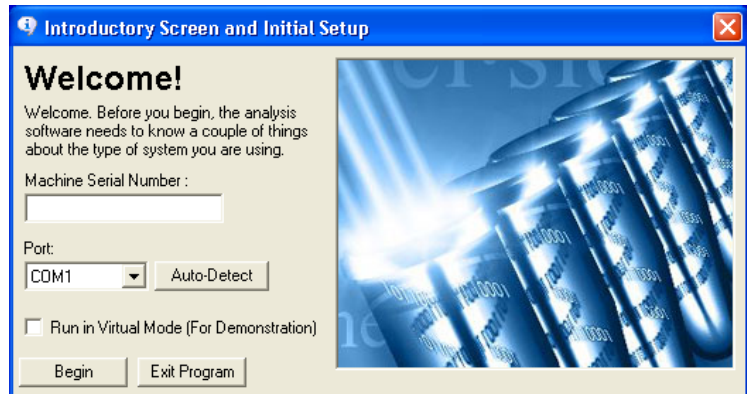 Introductory Screen and Initial Setup
Welcome!
Welcome. Before you begin, the analysis
software needs to know a couple of things
about the type of system you are using.
Machine Serial Number :
Port:
COM1
Auto-Detect
Run in Virtual Mode (For Demonstration)
Begin
Exit Program